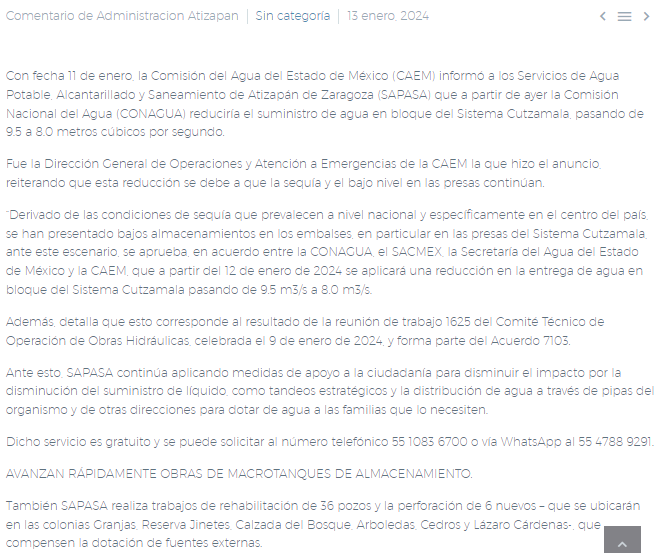 Comentario de Administracion Atizapan | Sin categoría | 13 enero, 2024
Con fecha 11 de enero, la Comisión del Agua del Estado de México (CAEM) informó a los Servicios de Agua
Potable, Alcantarillado y Saneamiento de Atizapán de Zaragoza (SAPASA) que a partir de ayer la Comisión
Nacional del Agua (CONAGUA) reduciría el suministro de agua en bloque del Sistema Cutzamala, pasando de
9.5 a 8.0 metros cúbicos por segundo.
Fue la Dirección General de Operaciones y Atención a Emergencias de la CAEM la que hizo el anuncio,
reiterando que esta reducción se debe a que la sequía y el bajo nivel en las presas continúan.
“Derivado de las condiciones de sequía que prevalecen a nivel nacional y específicamente en el centro del país,
se han presentado bajos almacenamientos en los embalses, en particular en las presas del Sistema Cutzamala,
ante este escenario, se aprueba, en acuerdo entre la CONAGUA, el SACMEX, la Secretaría del Agua del Estado
de México y la CAEM, que a partir del 12 de enero de 2024 se aplicará una reducción en la entrega de agua en
bloque del Sistema Cutzamala pasando de 9.5 m3/s a 8.0 m3/s.
Además, detalla que esto corresponde al resultado de la reunión de trabajo 1625 del Comité Técnico de
Operación de Obras Hidráulicas, celebrada el 9 de enero de 2024, y forma parte del Acuerdo 7103.
Ante esto, SAPASA continúa aplicando medidas de apoyo a la ciudadanía para disminuir el impacto por la
disminución del suministro de líquido, como tandeos estratégicos y la distribución de agua a través de pipas del
organismo y de otras direcciones para dotar de agua a las familias que lo necesiten.
Dicho servicio es gratuito y se puede solicitar al número telefónico 55 1083 6700 o vía WhatsApp al 55 4788 9291.
AVANZAN RÁPIDAMENTE OBRAS DE MACROTANQUES DE ALMACENAMIENTO.
También SAPASA realiza trabajos de rehabilitación de 36 pozos y la perforación de 6 nuevos – que se ubicarán
en las colonias Granjas, Reserva Jinetes, Calzada del Bosque, Arboledas, Cedros y Lázaro Cárdenas-, que
compensen la dotación de fuentes externas.